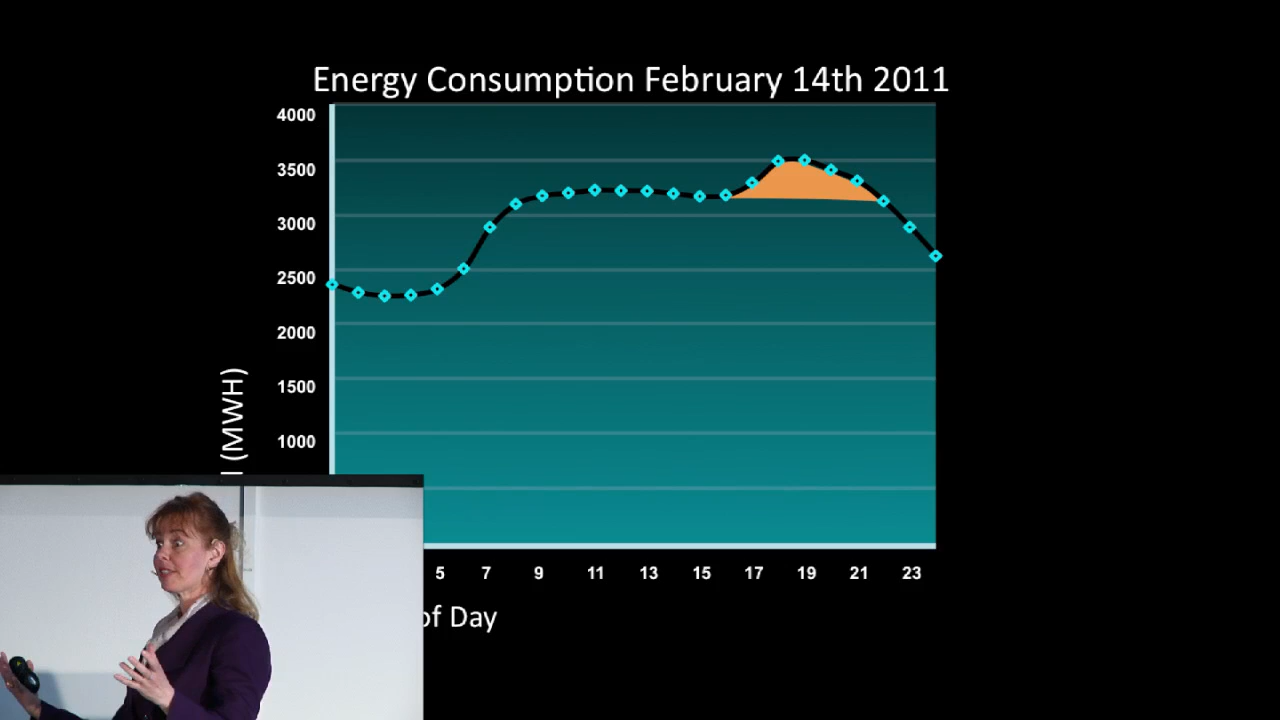 Energy Consumption February 14th 2011
4000
3500
3000
2500
2000
1500
1000
(MWH)
5 7 9 11 13 15 17 19 21 23
of Day